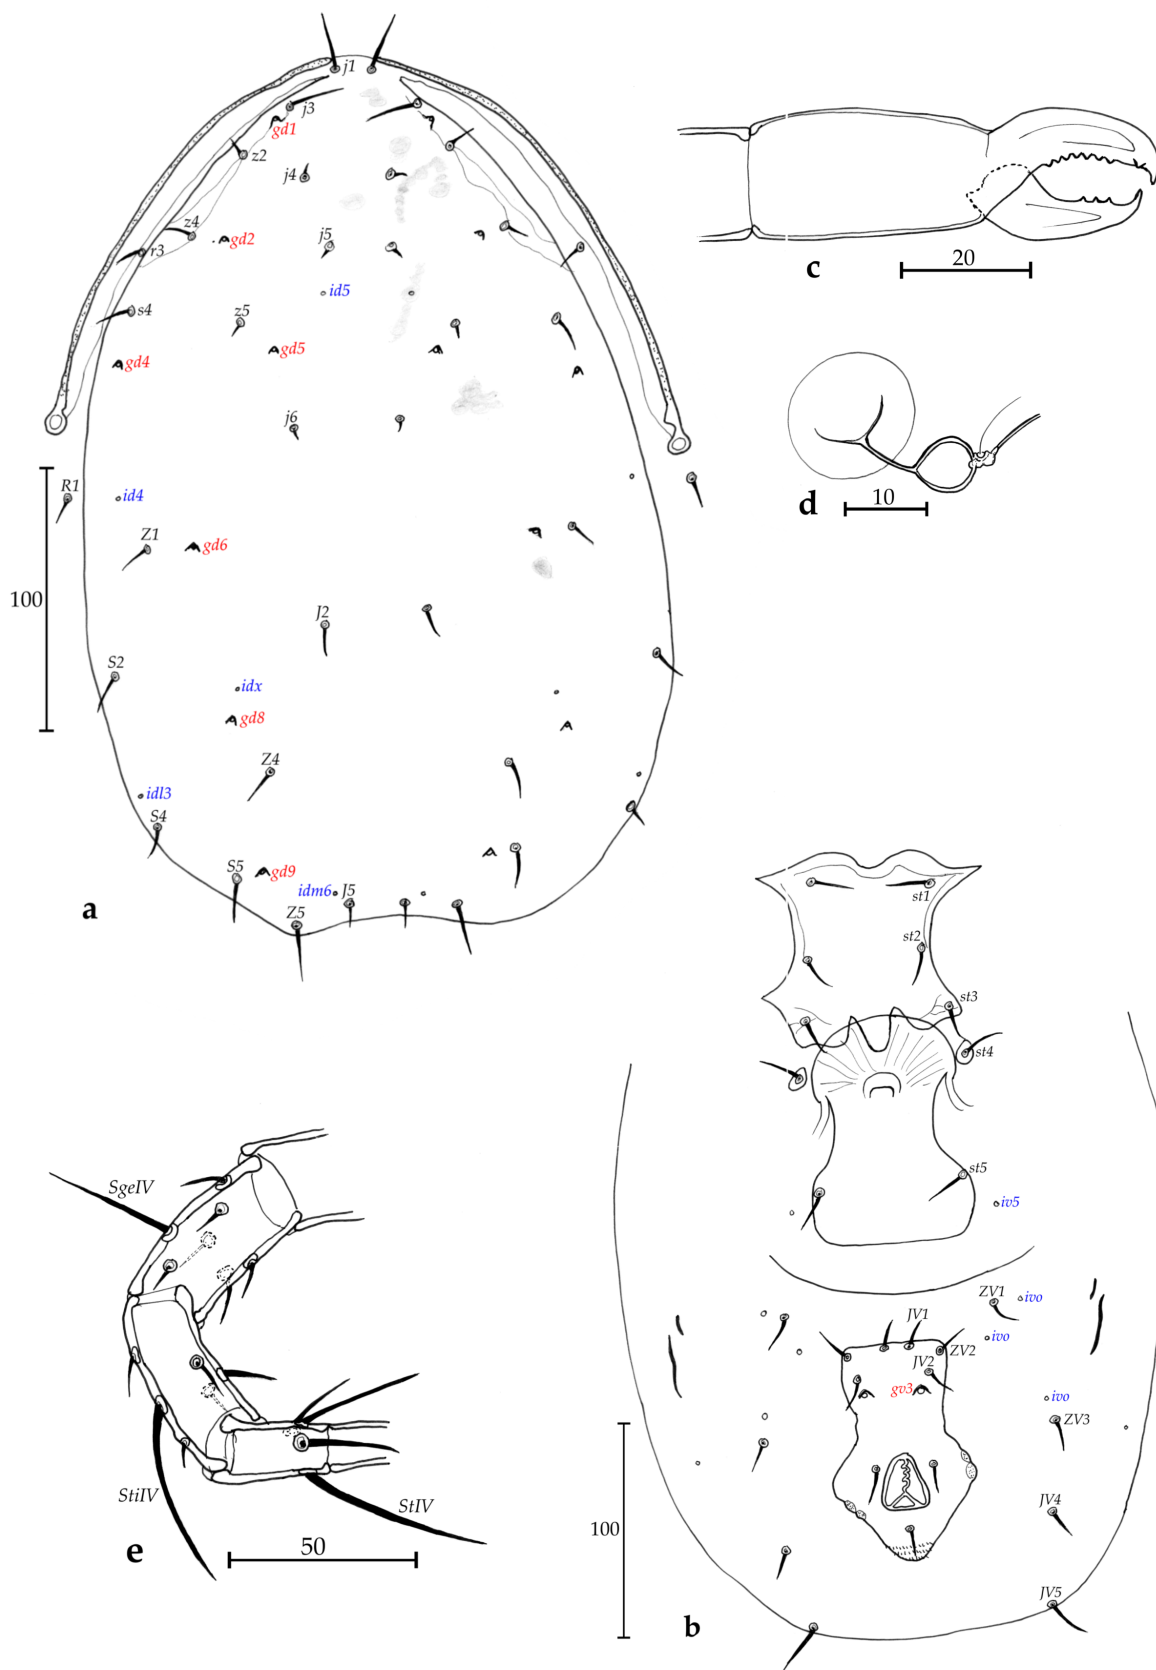 j1
j3
gd1
z2
j4
z4
gd2
j5
r3
id5
s4
z5
gd4
gd5
j6
R1
id4
Z1
gd6
100
J2
S2
idx
gd8
Z4
idl3
S4
S5
gd9
idm6
J5
Z5
a
c
20
d
10
st1
st2
st3
st4
st5
iv5
ZV1
ivo
JV1
ivo
ZV2
JV2
gv3
ivo
ZV3
100
JV4
JV5
b
SgeIV
StiIV
StIV
e
50